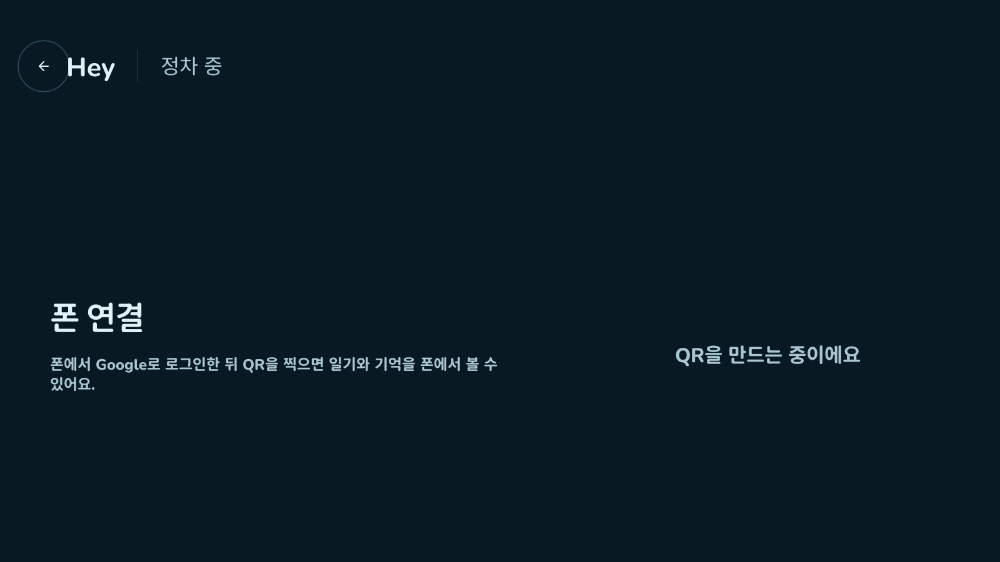 Hey
정차 중
폰 연결
폰에서 Google로 로그인한 뒤 QR을 찍으면 일기와 기억을 폰에서 볼 수
있어요.
QR을 만드는 중이에요